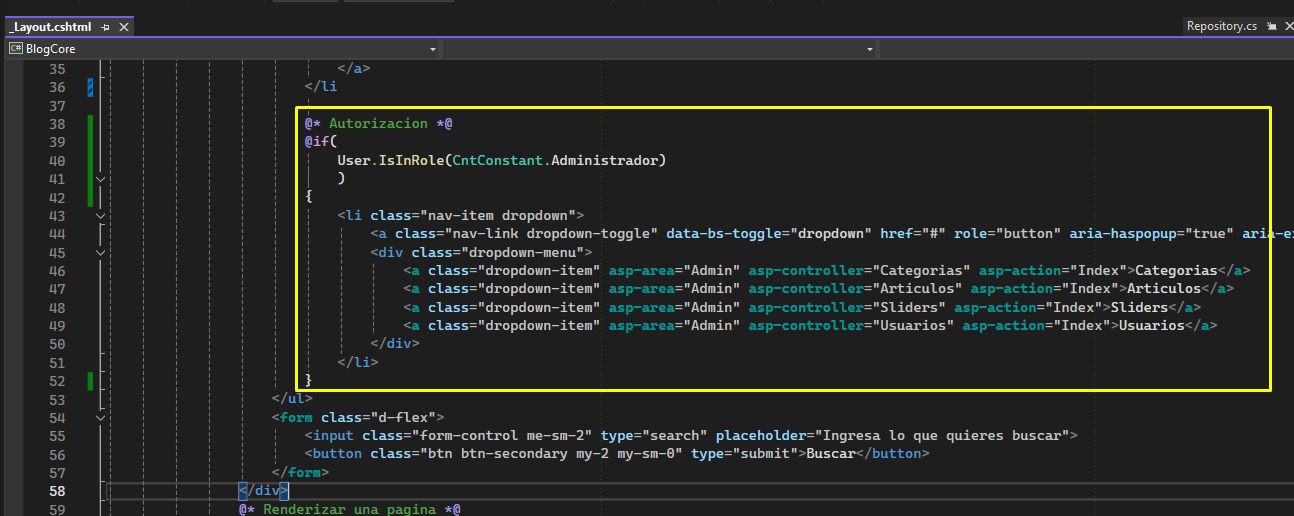 _Layout.cshtml
Repository.cs
C# BlogCore
35 </a>
36 </li
37
38 @* Autorizacion *@
39 @if(
40 User.IsInRole(CntConstant.Administrador)
41 )
42 {
43 <li class="nav-item dropdown">
44 <a class="nav-link dropdown-toggle" data-bs-toggle="dropdown" href="#" role="button" aria-haspopup="true" aria-ex
45 <div class="dropdown-menu">
46 <a class="dropdown-item" asp-area="Admin" asp-controller="Categorias" asp-action="Index">Categorias</a>
47 <a class="dropdown-item" asp-area="Admin" asp-controller="Articulos" asp-action="Index">Articulos</a>
48 <a class="dropdown-item" asp-area="Admin" asp-controller="Sliders" asp-action="Index">Sliders</a>
49 <a class="dropdown-item" asp-area="Admin" asp-controller="Usuarios" asp-action="Index">Usuarios</a>
50 </div>
51 </li>
52 }
53 </ul>
54 <form class="d-flex">
55 <input class="form-control me-sm-2" type="search" placeholder="Ingresa lo que quieres buscar">
56 <button class="btn btn-secondary my-2 my-sm-0" type="submit">Buscar</button>
57 </form>
58 </div>
59 @* Renderizar una pagina *@